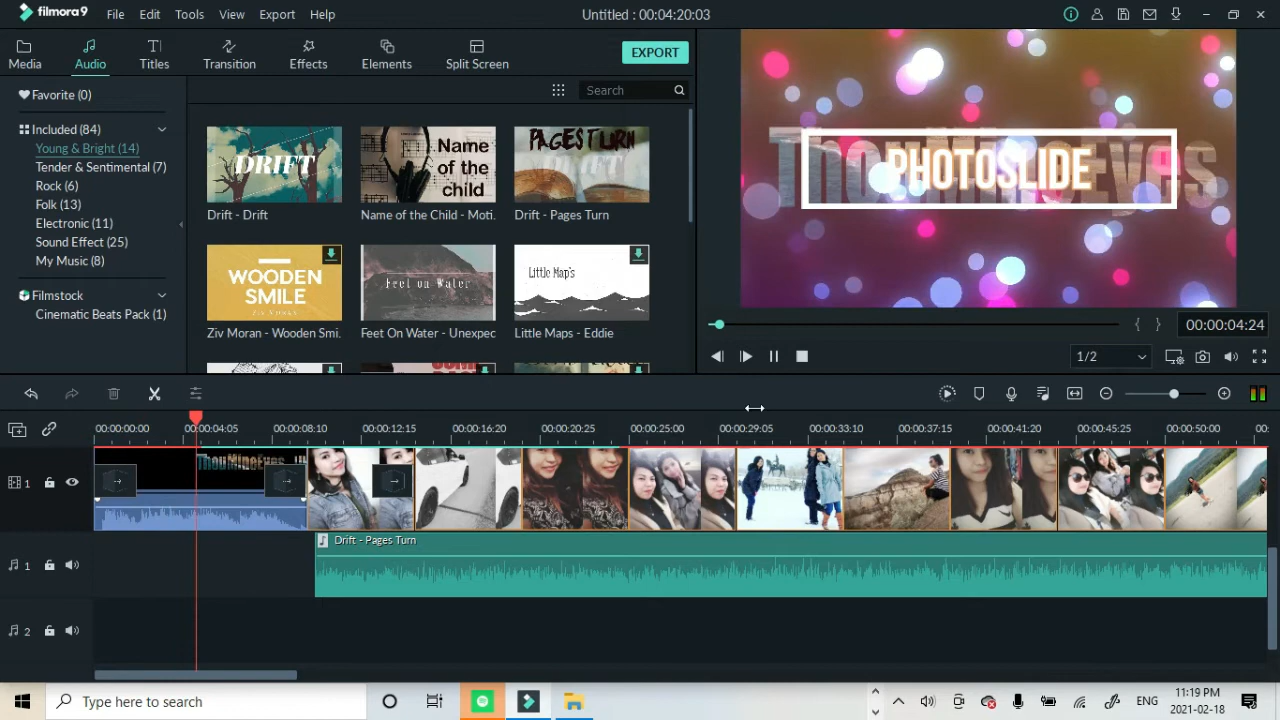 filmora9 File Edit Tools View Export Help Untitled : 00:04:20:03
Media Audio Titles Transition Effects Elements Split Screen EXPORT
Favorite (0)
Search
Included (84)
Young & Bright (14)
Tender & Sentimental (7)
Rock (6)
Folk (13)
Electronic (11)
Sound Effect (25)
My Music (8)
Filmstock
Cinematic Beats Pack (1)
DRIFT
Name
of the
child
PAGES TURN
DRIFT
Drift - Drift Name of the Child - Moti. Drift - Pages Turn
WOODEN
SMILE
ZIV MORAN
Feet on Water
Little Maps
Ziv Moran - Wooden Smi. Feet On Water - Unexpec Little Maps - Eddie
PHOTOSLIDE
00:00:04:24
1/2
00:00:00:00 00:00:04:05 00:00:08:10 00:00:12:15 00:00:16:20 00:00:20:25 00:00:25:00 00:00:29:05 00:00:33:10 00:00:37:15 00:00:41:20 00:00:45:25 00:00:50:00 00:
1
Drift - Pages Turn
1
2
Type here to search
ENG
11:19 PM
2021-02-18